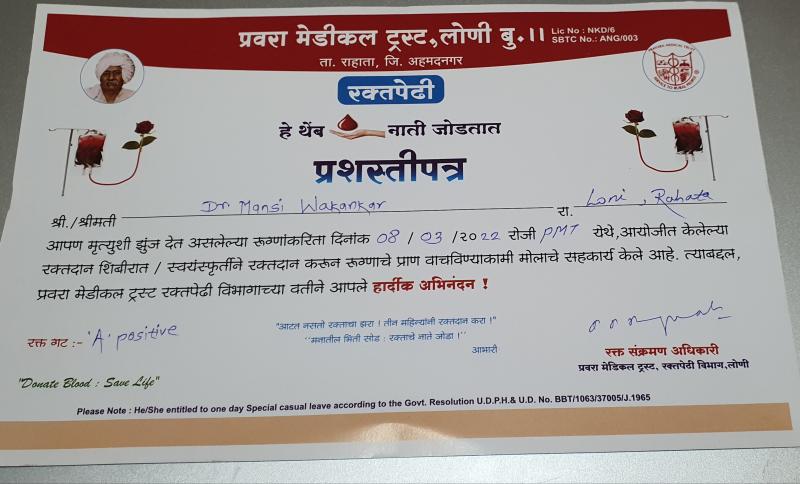 प्रवरा मेडीकल ट्रस्ट,लोणी बु.।।
Lic No : NKD/6
SBTC No.: ANG/003
ता. राहाता, जि. अहमदनगर
रक्तपेढी
हे थेंब नाती जोडतात
प्रशस्तीपत्र
श्री./श्रीमती Dr Mansi Wakankar रा. Loni, Rahata
आपण मृत्युशी झुंज देत असलेल्या रूग्णांकरिता दिनांक 08 / 03 /2022 रोजी PMT येथे,आयोजीत केलेल्या
रक्तदान शिबीरात / स्वयंस्फुर्तीने रक्तदान करून रूग्णाचे प्राण वाचविण्याकामी मोलाचे सहकार्य केले आहे. त्याबद्दल,
प्रवरा मेडीकल ट्रस्ट रक्तपेढी विभागाच्या वतीने आपले हार्दीक अभिनंदन !
रक्त गट :- 'A' positive
"आटत नसतो रक्ताचा झरा ! तीन महिन्यांनी रक्तदान करा !"
"मनातील भिती सोड : रक्ताचे नाते जोडा !"
आभारी
रक्त संक्रमण अधिकारी
प्रवरा मेडीकल ट्रस्ट, रक्तपेढी विभाग,लोणी
"Donate Blood : Save Life"
Please Note : He/She entitled to one day Special casual leave according to the Govt. Resolution U.D.P.H.& U.D. No. BBT/1063/37005/J.1965